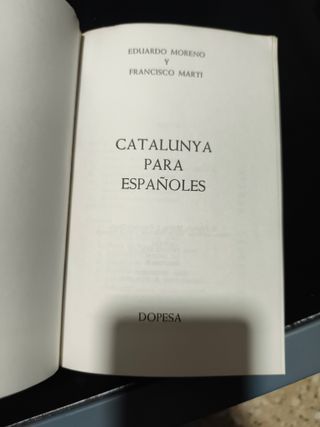 EDUARDO MORENO
Y
FRANCISCO MARTI
CATALUNYA
PARA
ESPAÑOLES
DOPESA